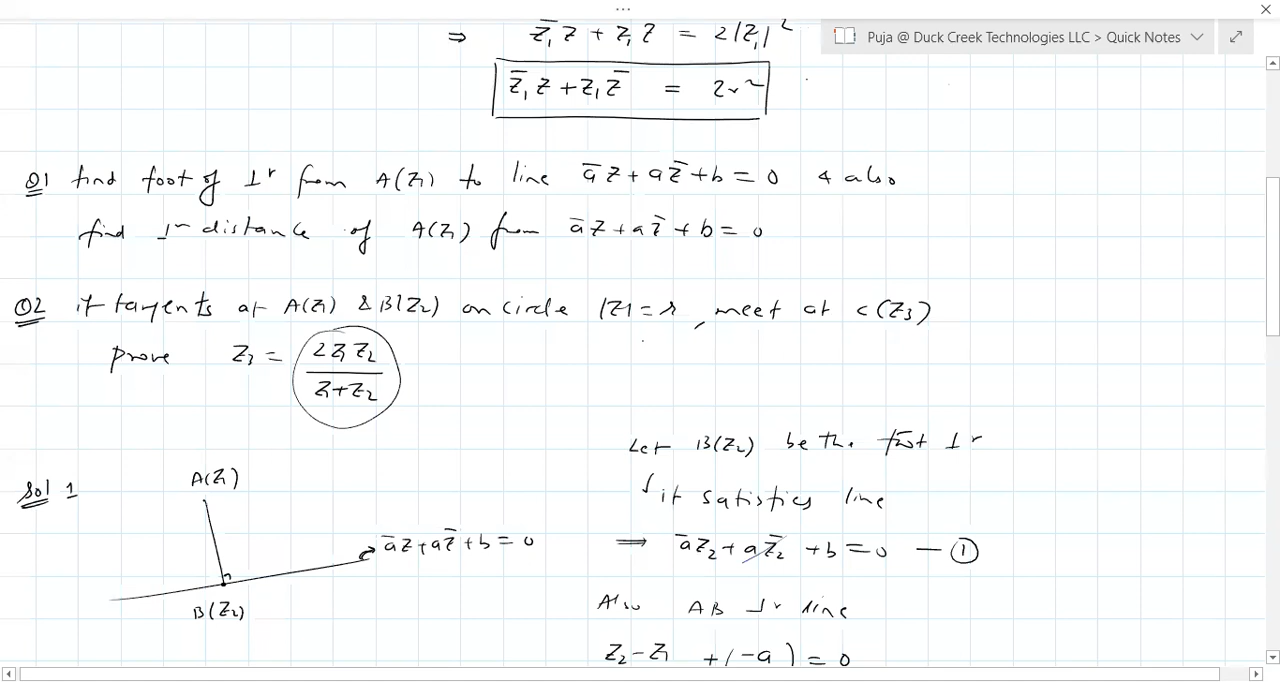 ⇒ z̄₁z + z₁z̄ = 2|z₁|²
Puja @ Duck Creek Technologies LLC > Quick Notes
z̄₁z + z₁z̄ = 2r²
Q1 find foot of ⊥r from A(z₁) to line āz + az̄ + b = 0 & also
find ⊥r distance of A(z₁) from āz + az̄ + b = 0
Q2 if tangents at A(z₁) & B(z₂) on circle |z| = r, meet at C(z₃)
prove z₃ = 2z₁z₂ / z₁+z₂
Let B(z₂) be the foot ⊥r
Sol 1
A(z₁)
it satisfies line
āz + az̄ + b = 0
⇒ āz₂ + az̄₂ + b = 0 — ①
B(z₂)
Also AB ⊥r line
z₂ − z₁ + (−a) = 0